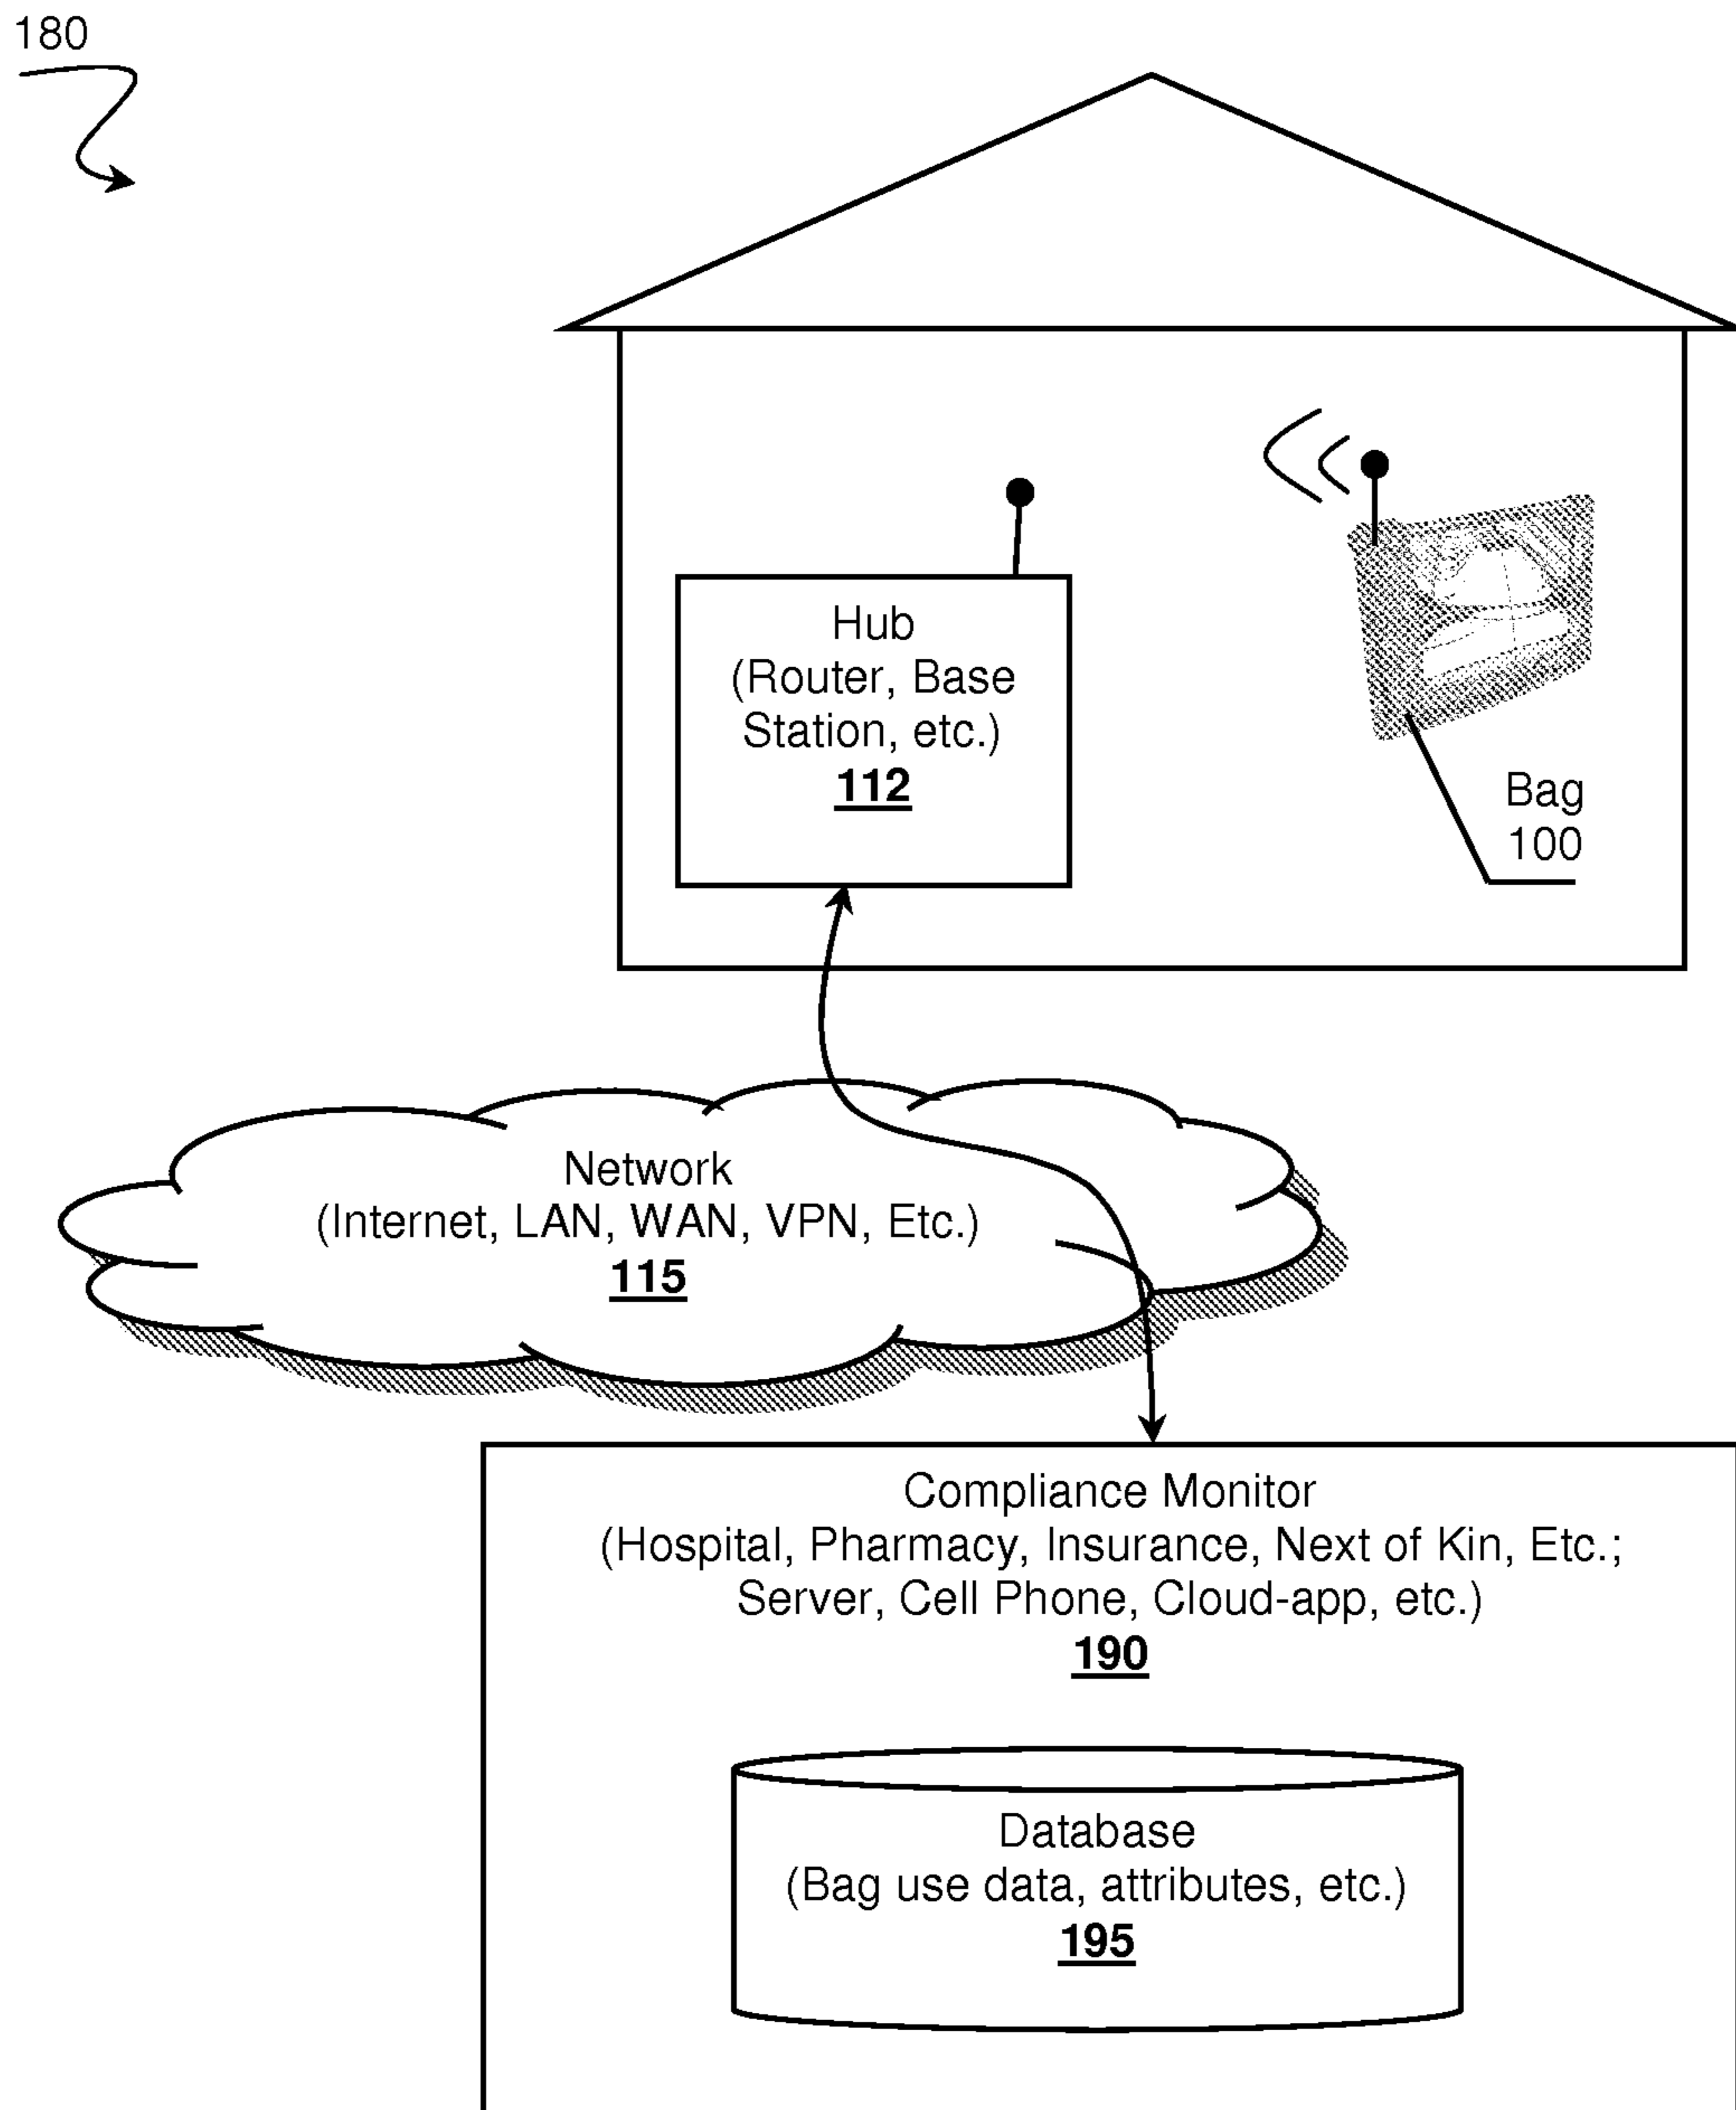 180
Hub
(Router, Base
Station, etc.)
112
Bag
100
Network
(Internet, LAN, WAN, VPN, Etc.)
115
Compliance Monitor
(Hospital, Pharmacy, Insurance, Next of Kin, Etc.;
Server, Cell Phone, Cloud-app, etc.)
190
Database
(Bag use data, attributes, etc.)
195